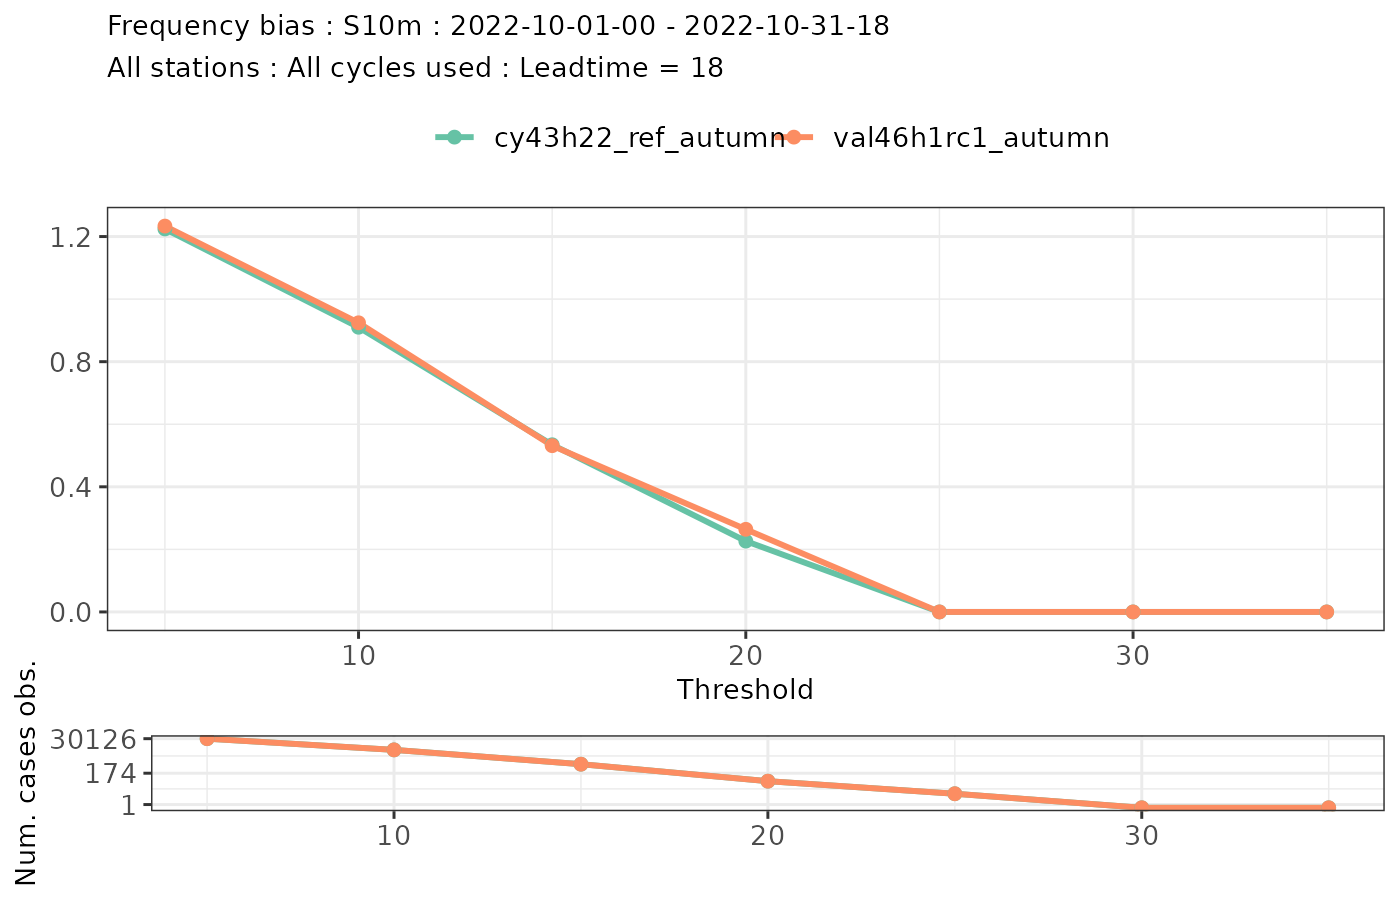 Frequency bias : S10m : 2022-10-01-00 - 2022-10-31-18
All stations : All cycles used : Leadtime = 18
cy43h22_ref_autumn val46h1rc1_autumn
1.2
0.8
0.4
0.0
10 20 30
Threshold
Num. cases obs.
30126
174
1
10 20 30